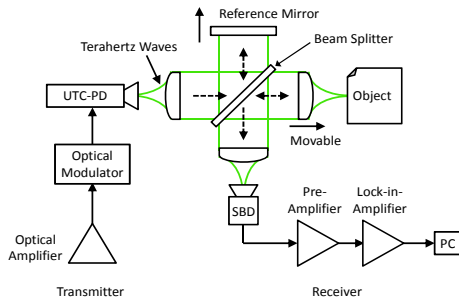 Reference Mirror
Terahertz Waves
Beam Splitter
UTC-PD
Object
Movable
Optical
Modulator
Pre-
Amplifier
Lock-in-
Amplifier
SBD
Optical
Amplifier
PC
Transmitter
Receiver